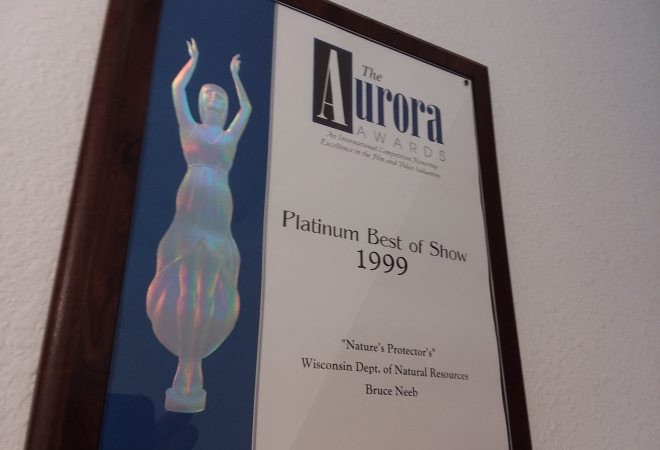 The
Aurora
AWARDS
An International Competition Honoring
Excellence in the Film and Video Industries
Platinum Best of Show
1999
"Nature's Protector's"
Wisconsin Dept. of Natural Resources
Bruce Neeb